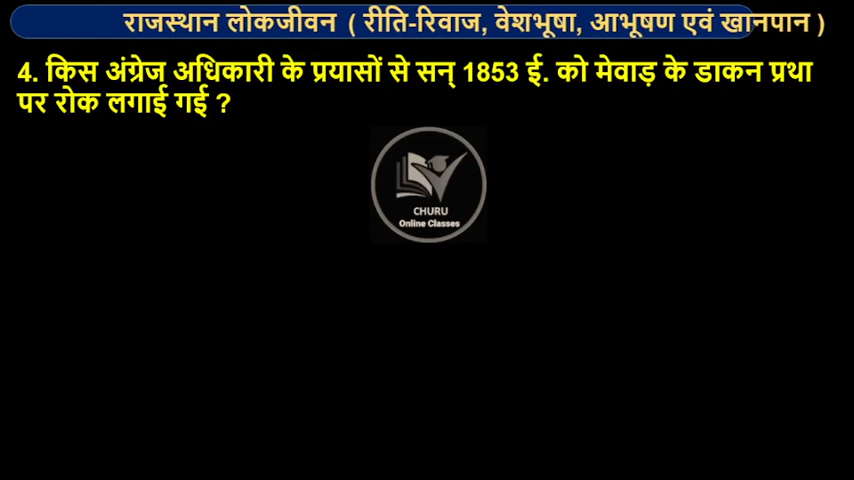 राजस्थान लोकजीवन ( रीति-रिवाज, वेशभूषा, आभूषण एवं खानपान )
4. किस अंग्रेज अधिकारी के प्रयासों से सन् 1853 ई. को मेवाड़ के डाकन प्रथा
पर रोक लगाई गई ?
CHURU
Online Classes